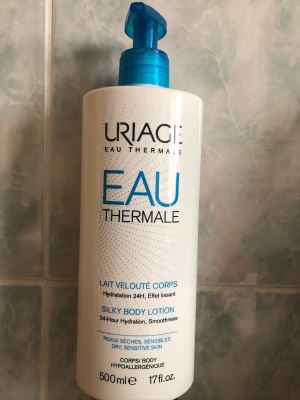 URIAGE
EAU THERMALE
EAU
THERMALE
LAIT VELOUTÉ CORPS
Hydratation 24H, Effet lissant
SILKY BODY LOTION
24-Hour Hydration, Smoothness
PEAUX SÈCHES, SENSIBLES
DRY, SENSITIVE SKIN
CORPS/ BODY
HYPOALLERGÉNIQUE
500ml e 17fl.oz.